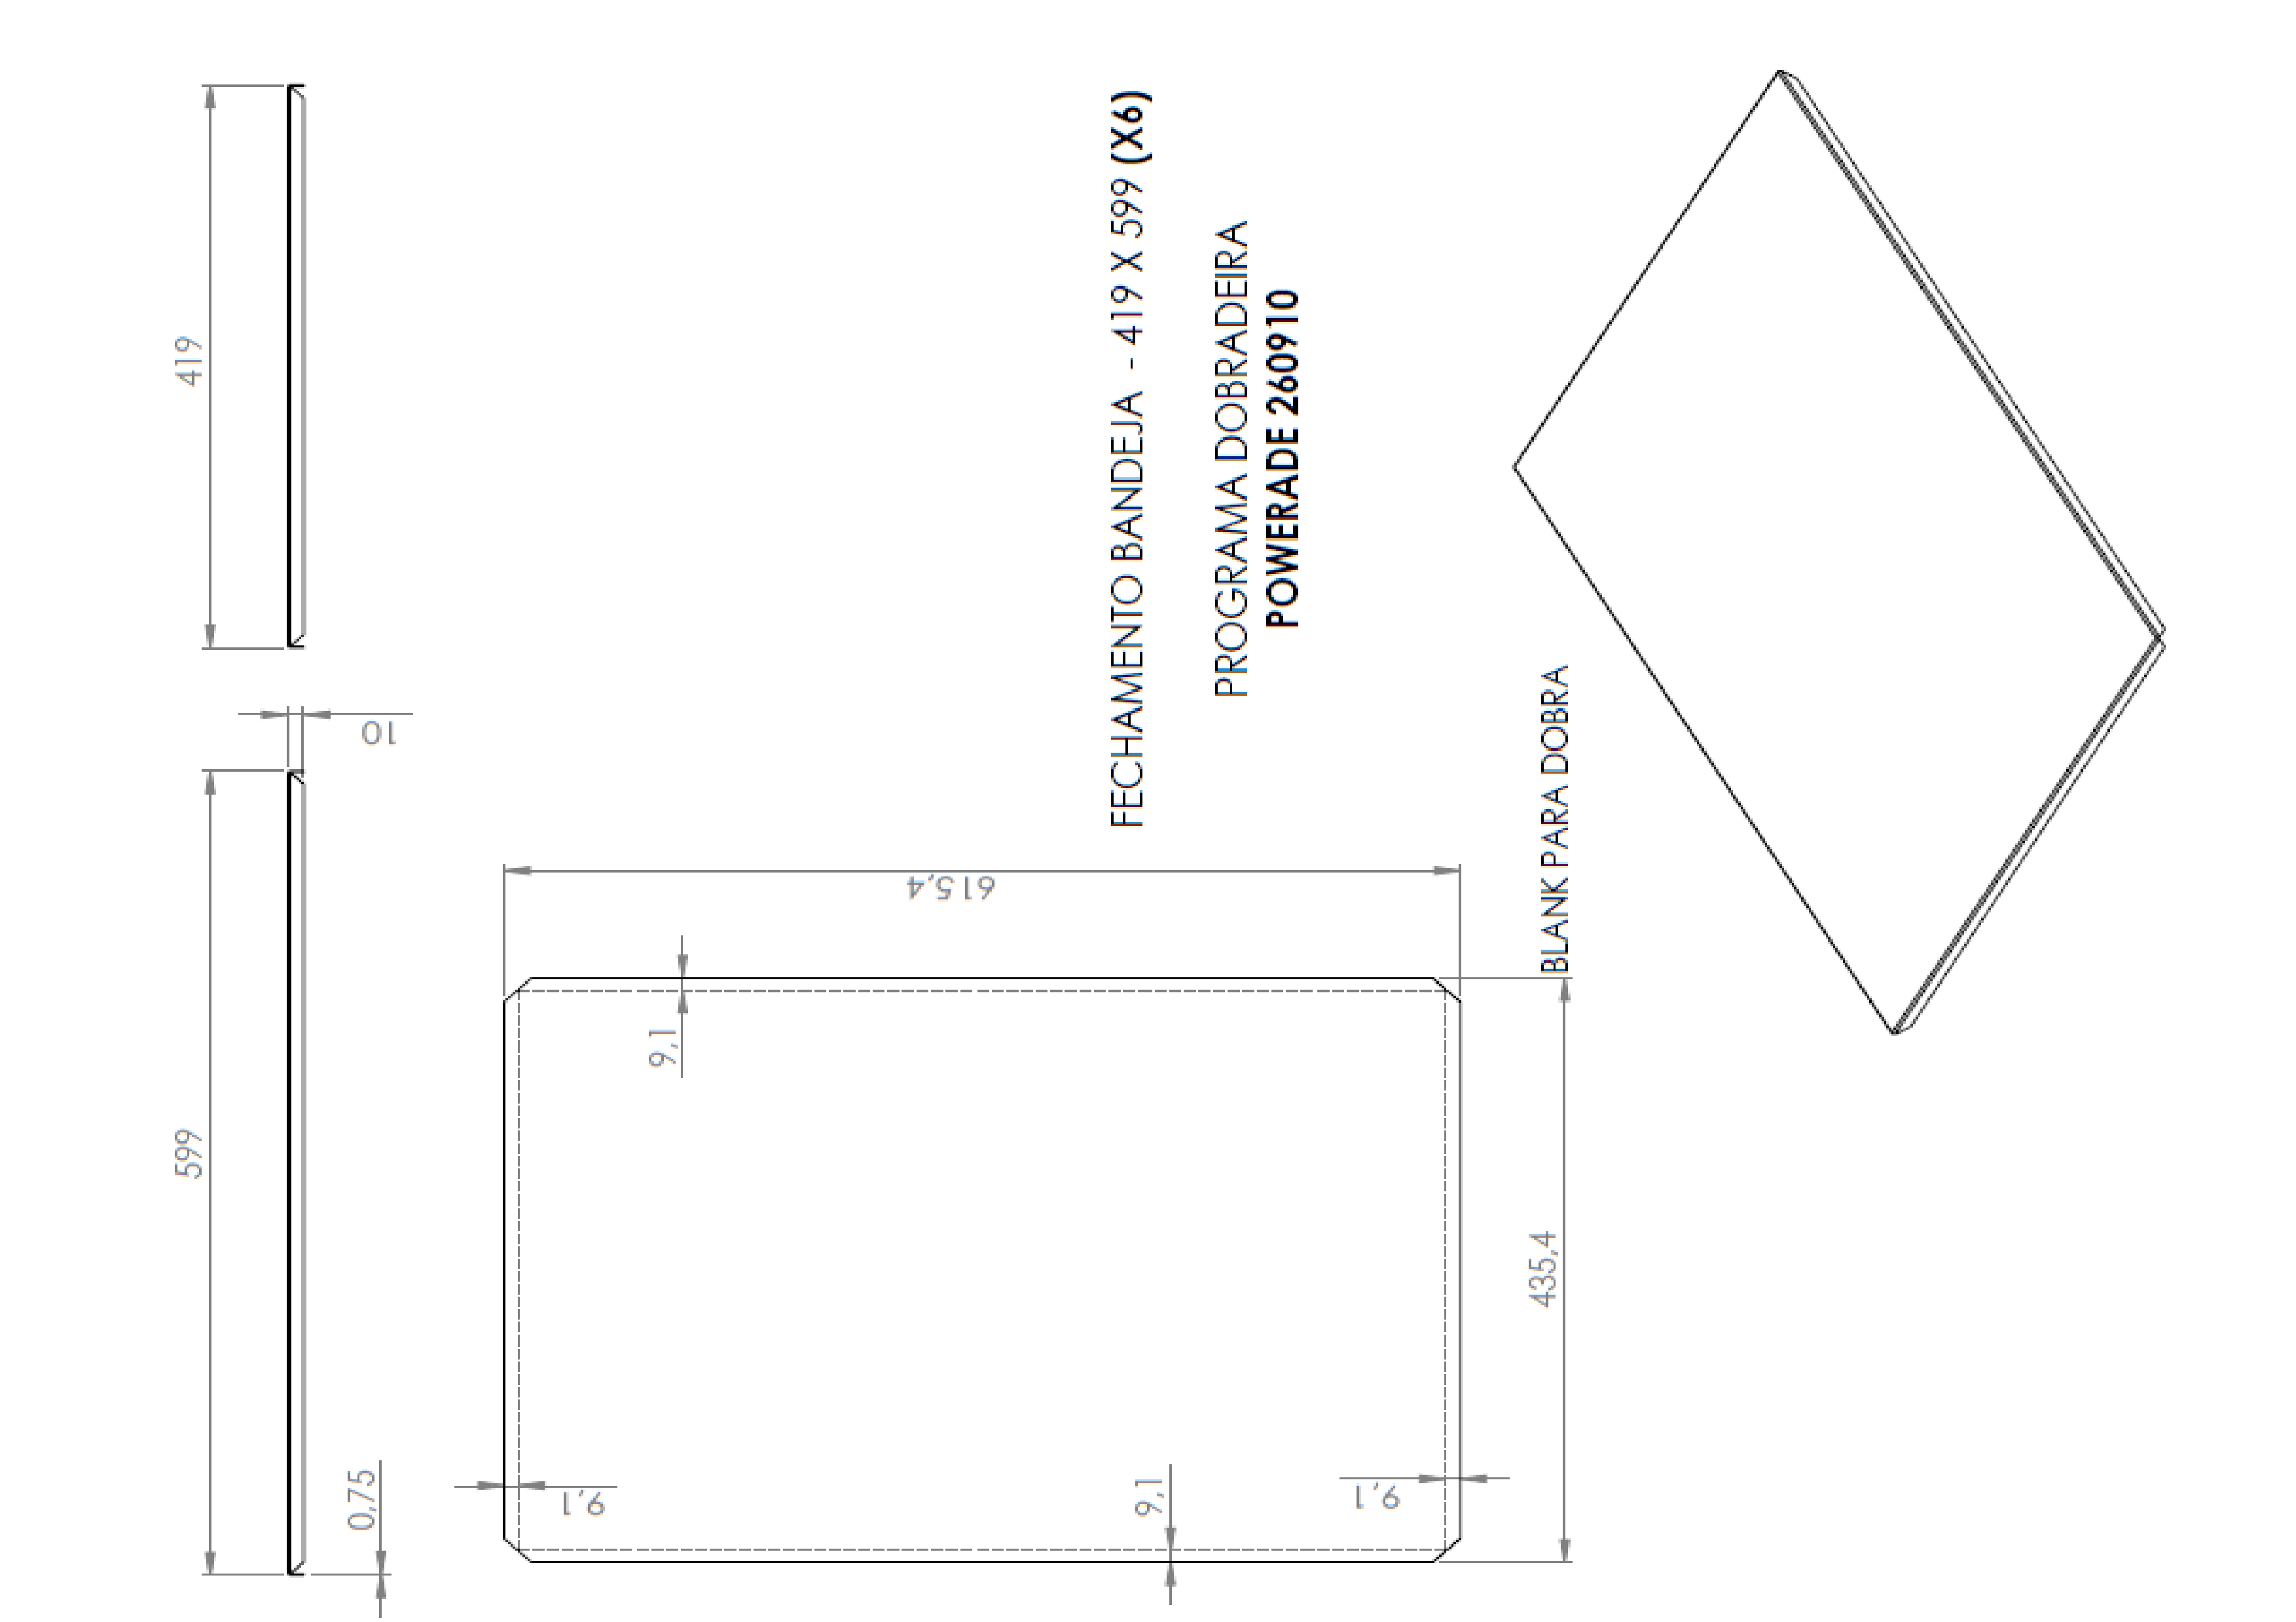 FECHAMENTO BANDEJA - 419 X 599 (X6)
PROGRAMA DOBRADEIRA
POWERADE 260910
419
10
599
0,75
615,4
9,1
9,1
9,1
9,1
435,4
BLANK PARA DOBRA